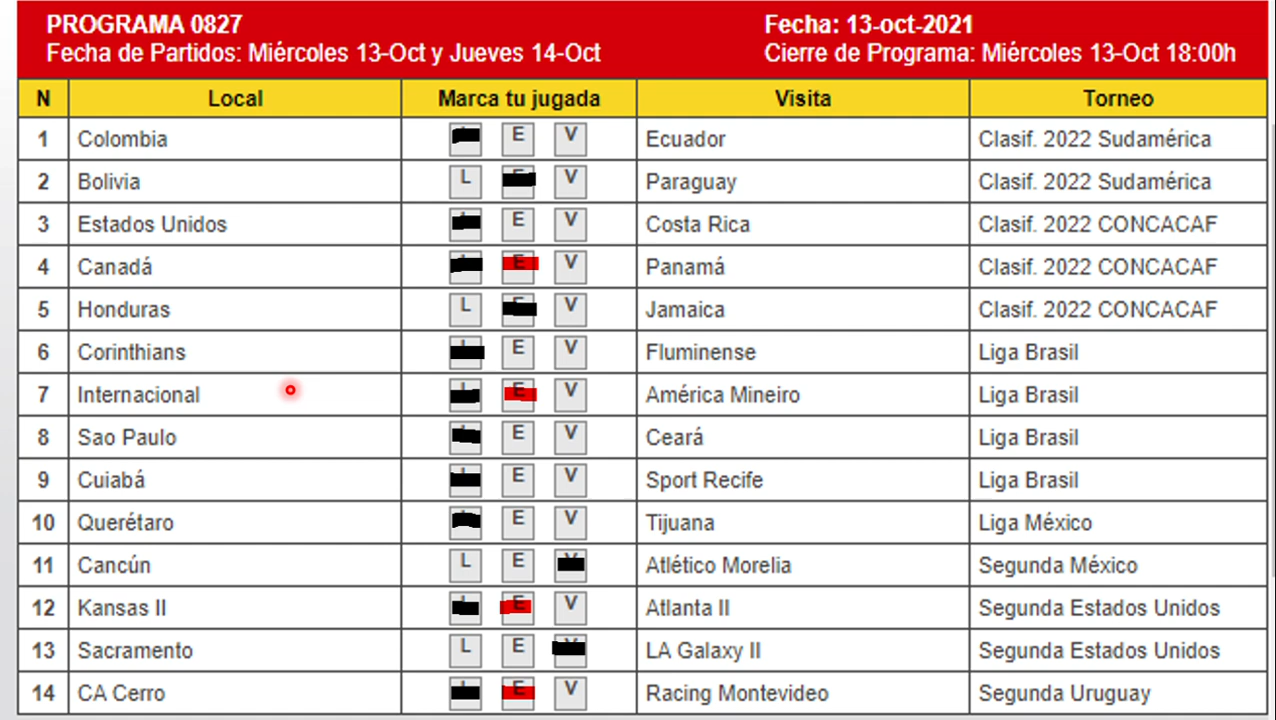 PROGRAMA 0827 Fecha: 13-oct-2021
Fecha de Partidos: Miércoles 13-Oct y Jueves 14-Oct Cierre de Programa: Miércoles 13-Oct 18:00h
N Local Marca tu jugada Visita Torneo
1 Colombia E V Ecuador Clasif. 2022 Sudamérica
2 Bolivia L V Paraguay Clasif. 2022 Sudamérica
3 Estados Unidos E V Costa Rica Clasif. 2022 CONCACAF
4 Canadá E V Panamá Clasif. 2022 CONCACAF
5 Honduras L V Jamaica Clasif. 2022 CONCACAF
6 Corinthians E V Fluminense Liga Brasil
7 Internacional E V América Mineiro Liga Brasil
8 Sao Paulo E V Ceará Liga Brasil
9 Cuiabá E V Sport Recife Liga Brasil
10 Querétaro E V Tijuana Liga México
11 Cancún L E Atlético Morelia Segunda México
12 Kansas II E V Atlanta II Segunda Estados Unidos
13 Sacramento L E LA Galaxy II Segunda Estados Unidos
14 CA Cerro E V Racing Montevideo Segunda Uruguay